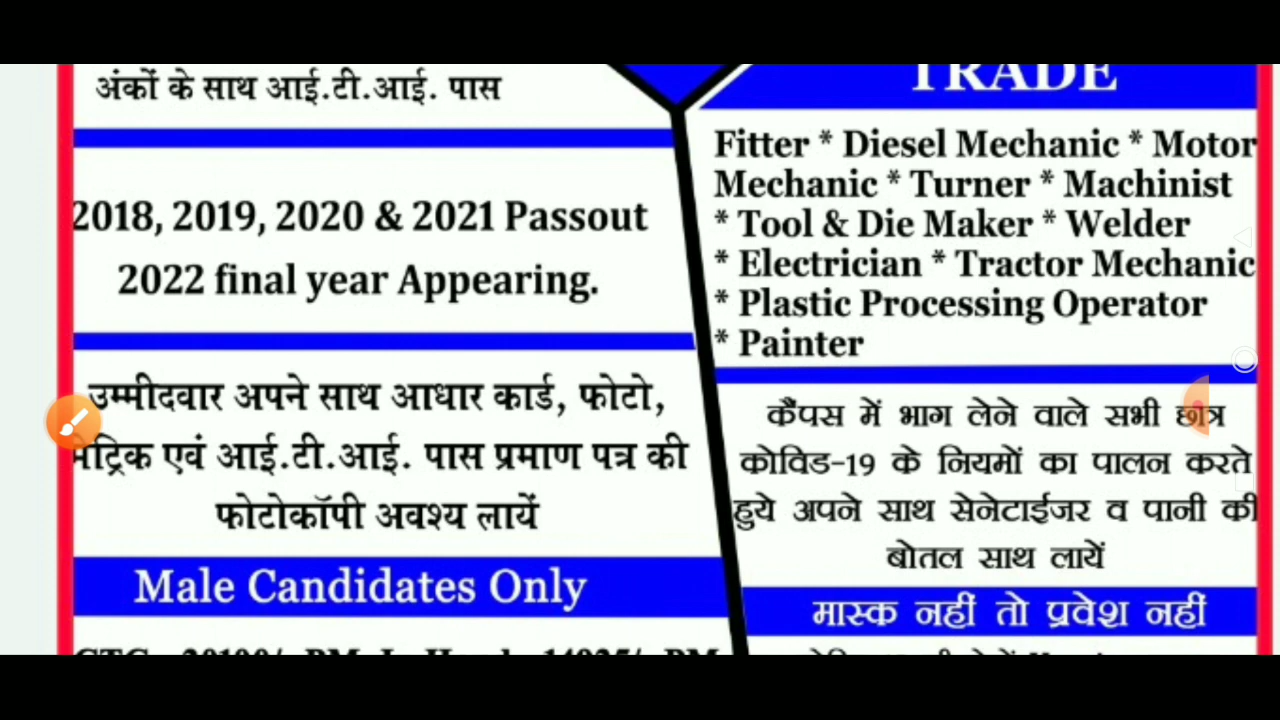 अंकों के साथ आई.टी.आई. पास
2018, 2019, 2020 & 2021 Passout
2022 final year Appearing.
उम्मीदवार अपने साथ आधार कार्ड, फोटो,
मैट्रिक एवं आई.टी.आई. पास प्रमाण पत्र की
फोटोकॉपी अवश्य लायें
Male Candidates Only
TRADE
Fitter * Diesel Mechanic * Motor
Mechanic * Turner * Machinist
* Tool & Die Maker * Welder
* Electrician * Tractor Mechanic
* Plastic Processing Operator
* Painter
कैंपस में भाग लेने वाले सभी छात्र
कोविड-19 के नियमों का पालन करते
हुये अपने साथ सेनेटाईजर व पानी की
बोतल साथ लायें
मास्क नहीं तो प्रवेश नहीं